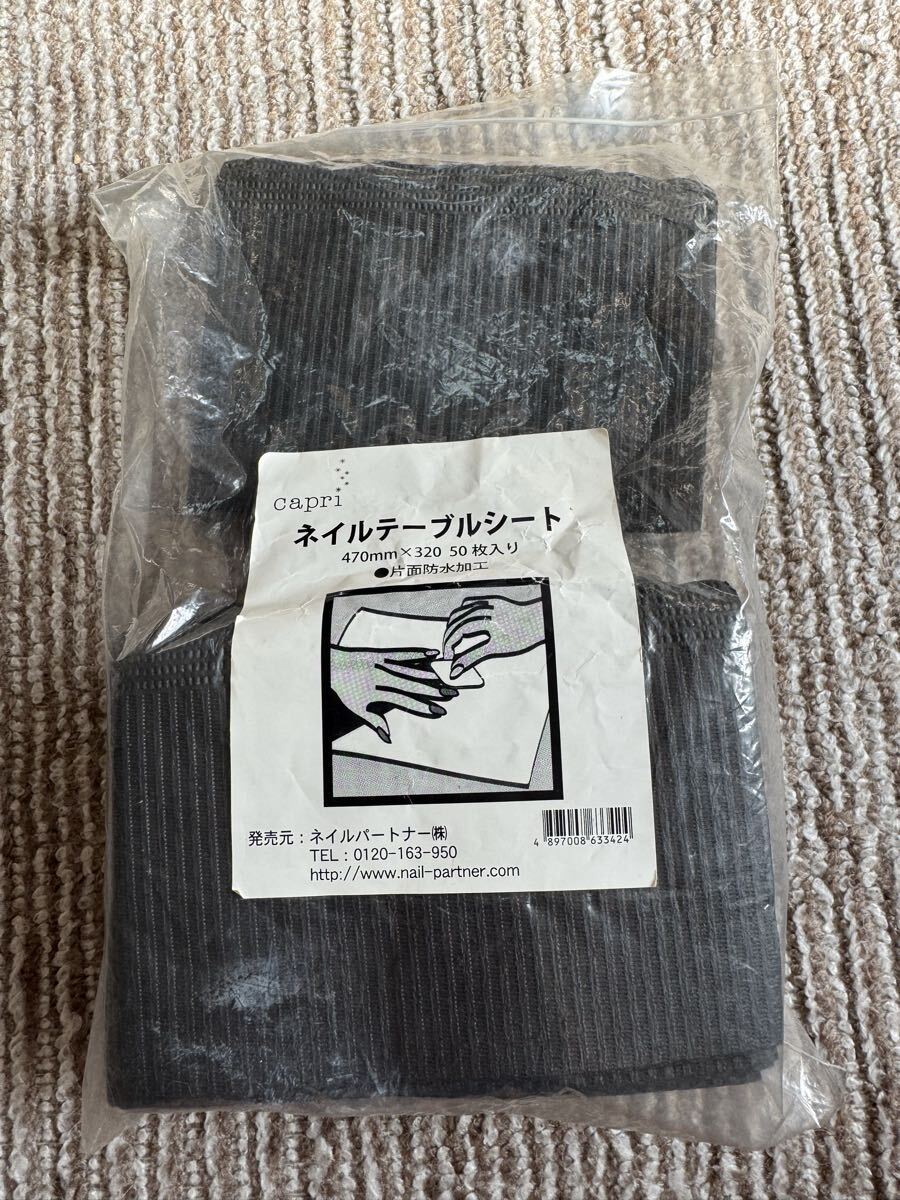 capri
ネイルテーブルシート
470mm×320 50枚入り
●片面防水加工
発売元：ネイルパートナー㈱
TEL：0120-163-950
http://www.nail-partner.com
4 897008 633424